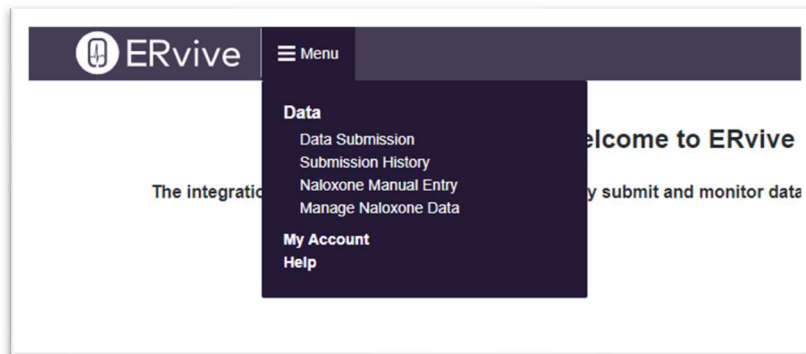 ERvive
Menu
Data
Data Submission
Submission History
Naloxone Manual Entry
Manage Naloxone Data
My Account
Help
elcome to ERvive
The integratio
y submit and monitor data